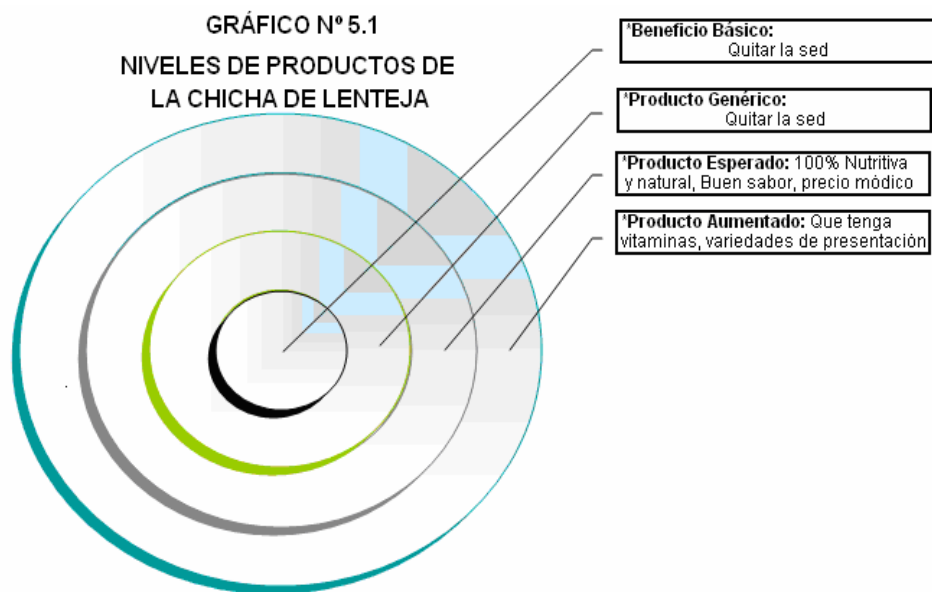 GRÁFICO Nº 5.1
NIVELES DE PRODUCTOS DE
LA CHICHA DE LENTEJA
*Beneficio Básico:
Quitar la sed
*Producto Genérico:
Quitar la sed
*Producto Esperado: 100% Nutritiva
y natural, Buen sabor, precio módico
*Producto Aumentado: Que tenga
vitaminas, variedades de presentación